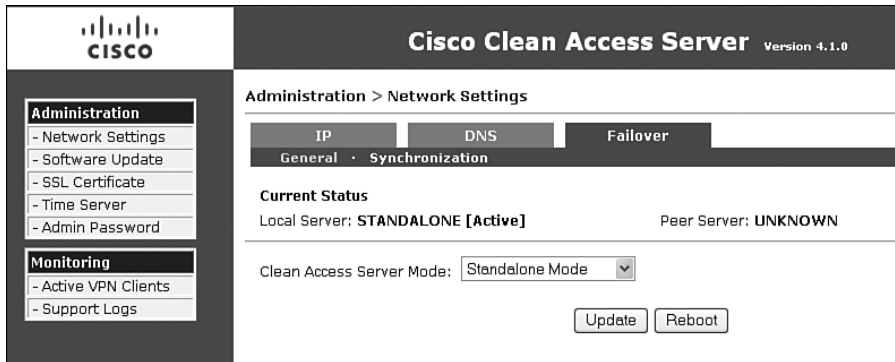 CISCO
Cisco Clean Access Server Version 4.1.0
Administration
- Network Settings
- Software Update
- SSL Certificate
- Time Server
- Admin Password
Monitoring
- Active VPN Clients
- Support Logs
Administration > Network Settings
IP DNS Failover
General · Synchronization
Current Status
Local Server: STANDALONE [Active] Peer Server: UNKNOWN
Clean Access Server Mode: Standalone Mode
Update Reboot